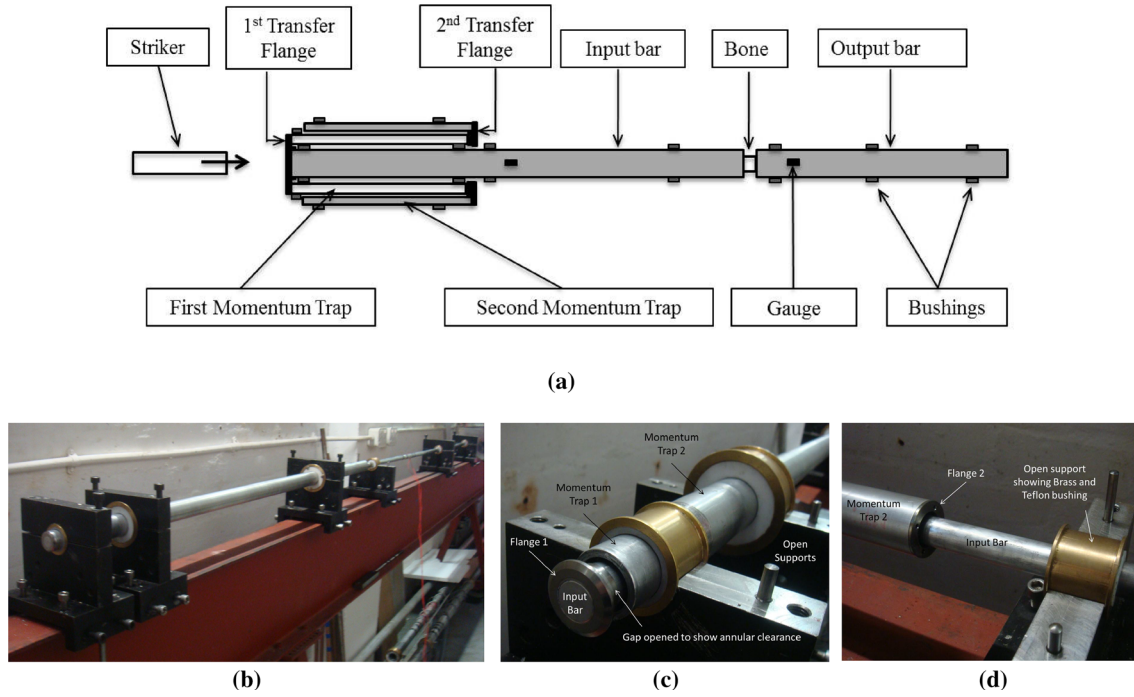 Striker
1st Transfer
Flange
2nd Transfer
Flange
Input bar
Bone
Output bar
First Momentum Trap
Second Momentum Trap
Gauge
Bushings
(a)
Momentum
Trap 2
Momentum
Trap 1
Flange 1
Input
Bar
Open
Supports
Gap opened to show annular clearance
Flange 2
Open support
showing Brass and
Teflon bushing
Momentum
Trap 2
Input Bar
(b)
(c)
(d)